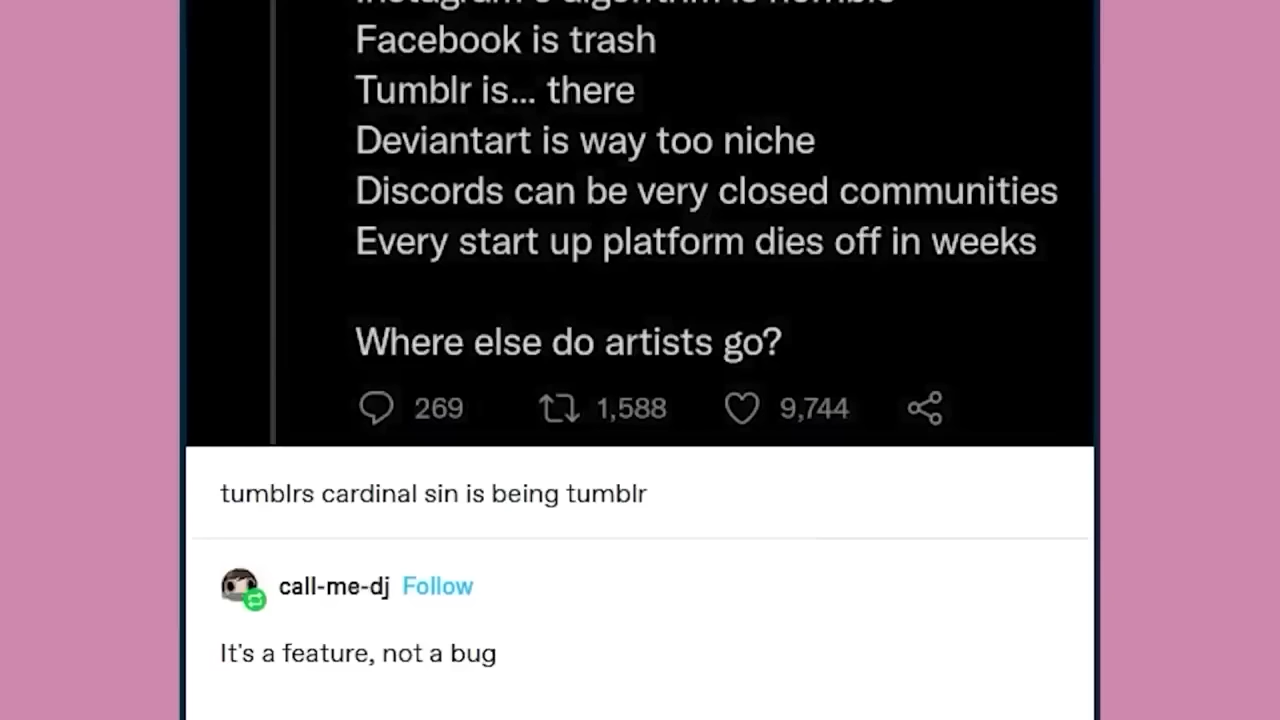 Facebook is trash
Tumblr is... there
Deviantart is way too niche
Discords can be very closed communities
Every start up platform dies off in weeks
Where else do artists go?
269 1,588 9,744
tumblrs cardinal sin is being tumblr
call-me-dj Follow
It's a feature, not a bug